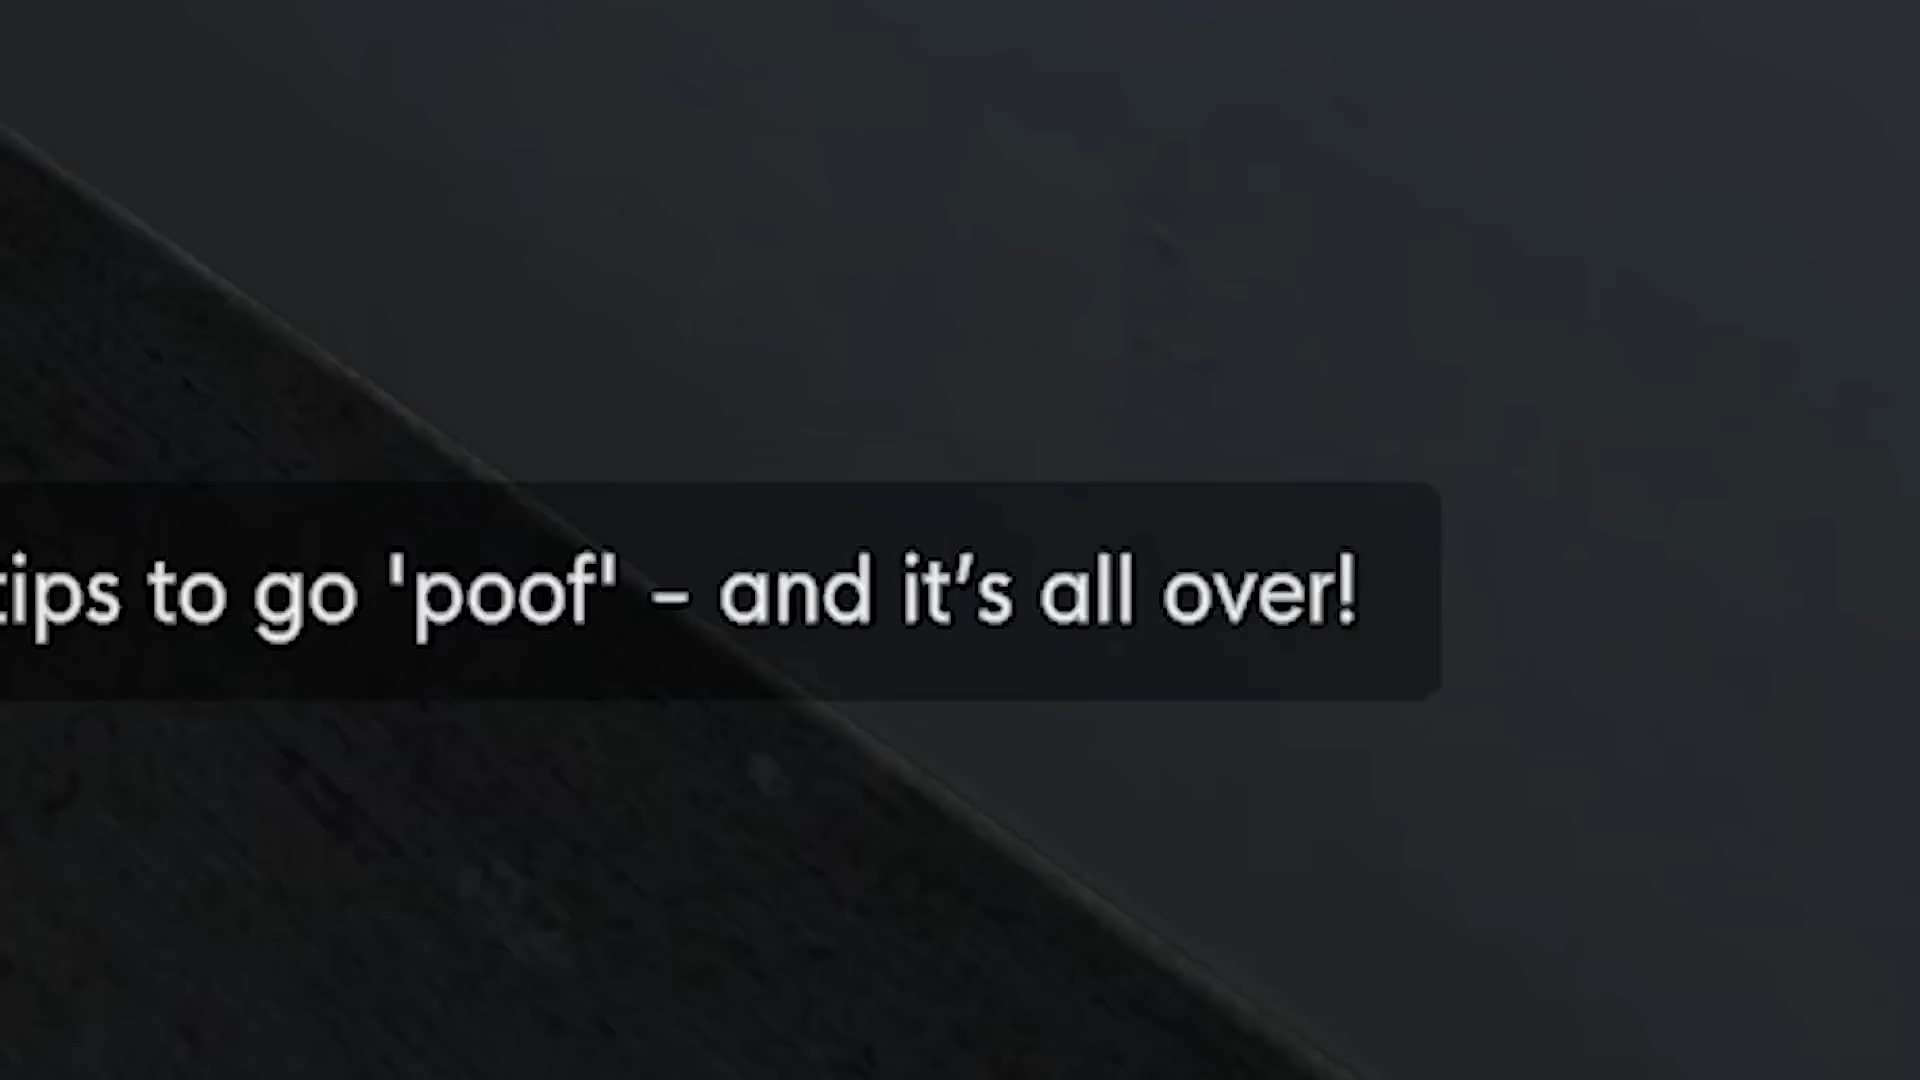 tips to go 'poof' – and it’s all over!